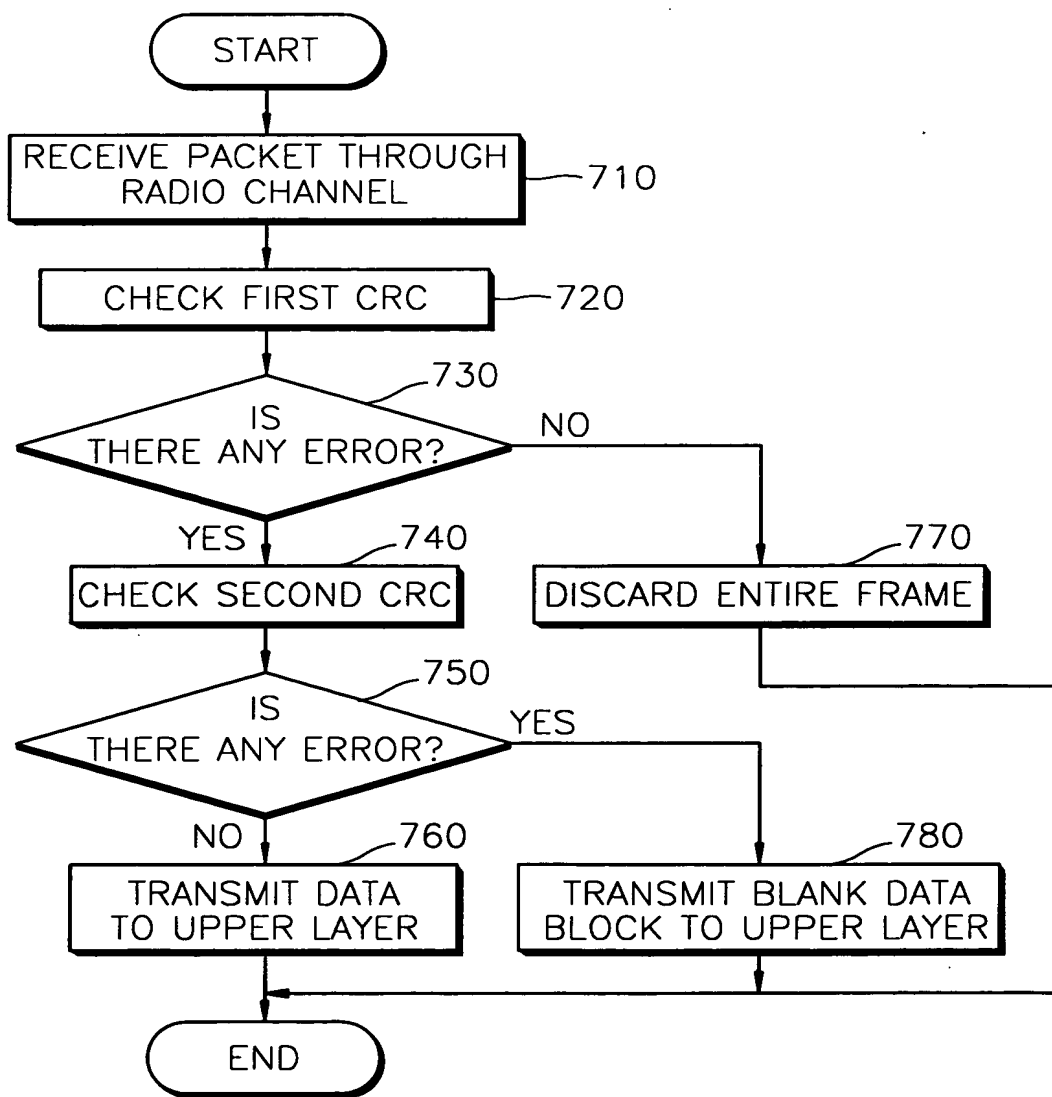 START
RECEIVE PACKET THROUGH
RADIO CHANNEL
710
CHECK FIRST CRC
720
730
IS
THERE ANY ERROR?
NO
YES
740
770
CHECK SECOND CRC
DISCARD ENTIRE FRAME
750
IS
THERE ANY ERROR?
YES
NO
760
780
TRANSMIT DATA
TO UPPER LAYER
TRANSMIT BLANK DATA
BLOCK TO UPPER LAYER
END